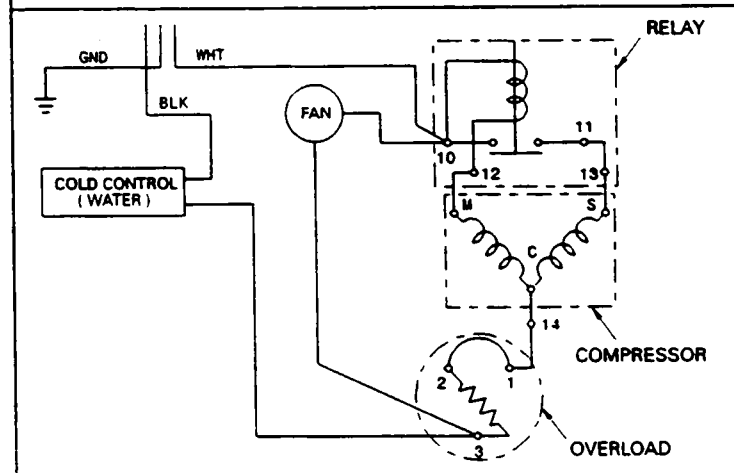 RELAY
GND
WHT
BLK
FAN
10
11
12
13
COLD CONTROL
( WATER )
M
S
C
14
COMPRESSOR
2
1
3
OVERLOAD